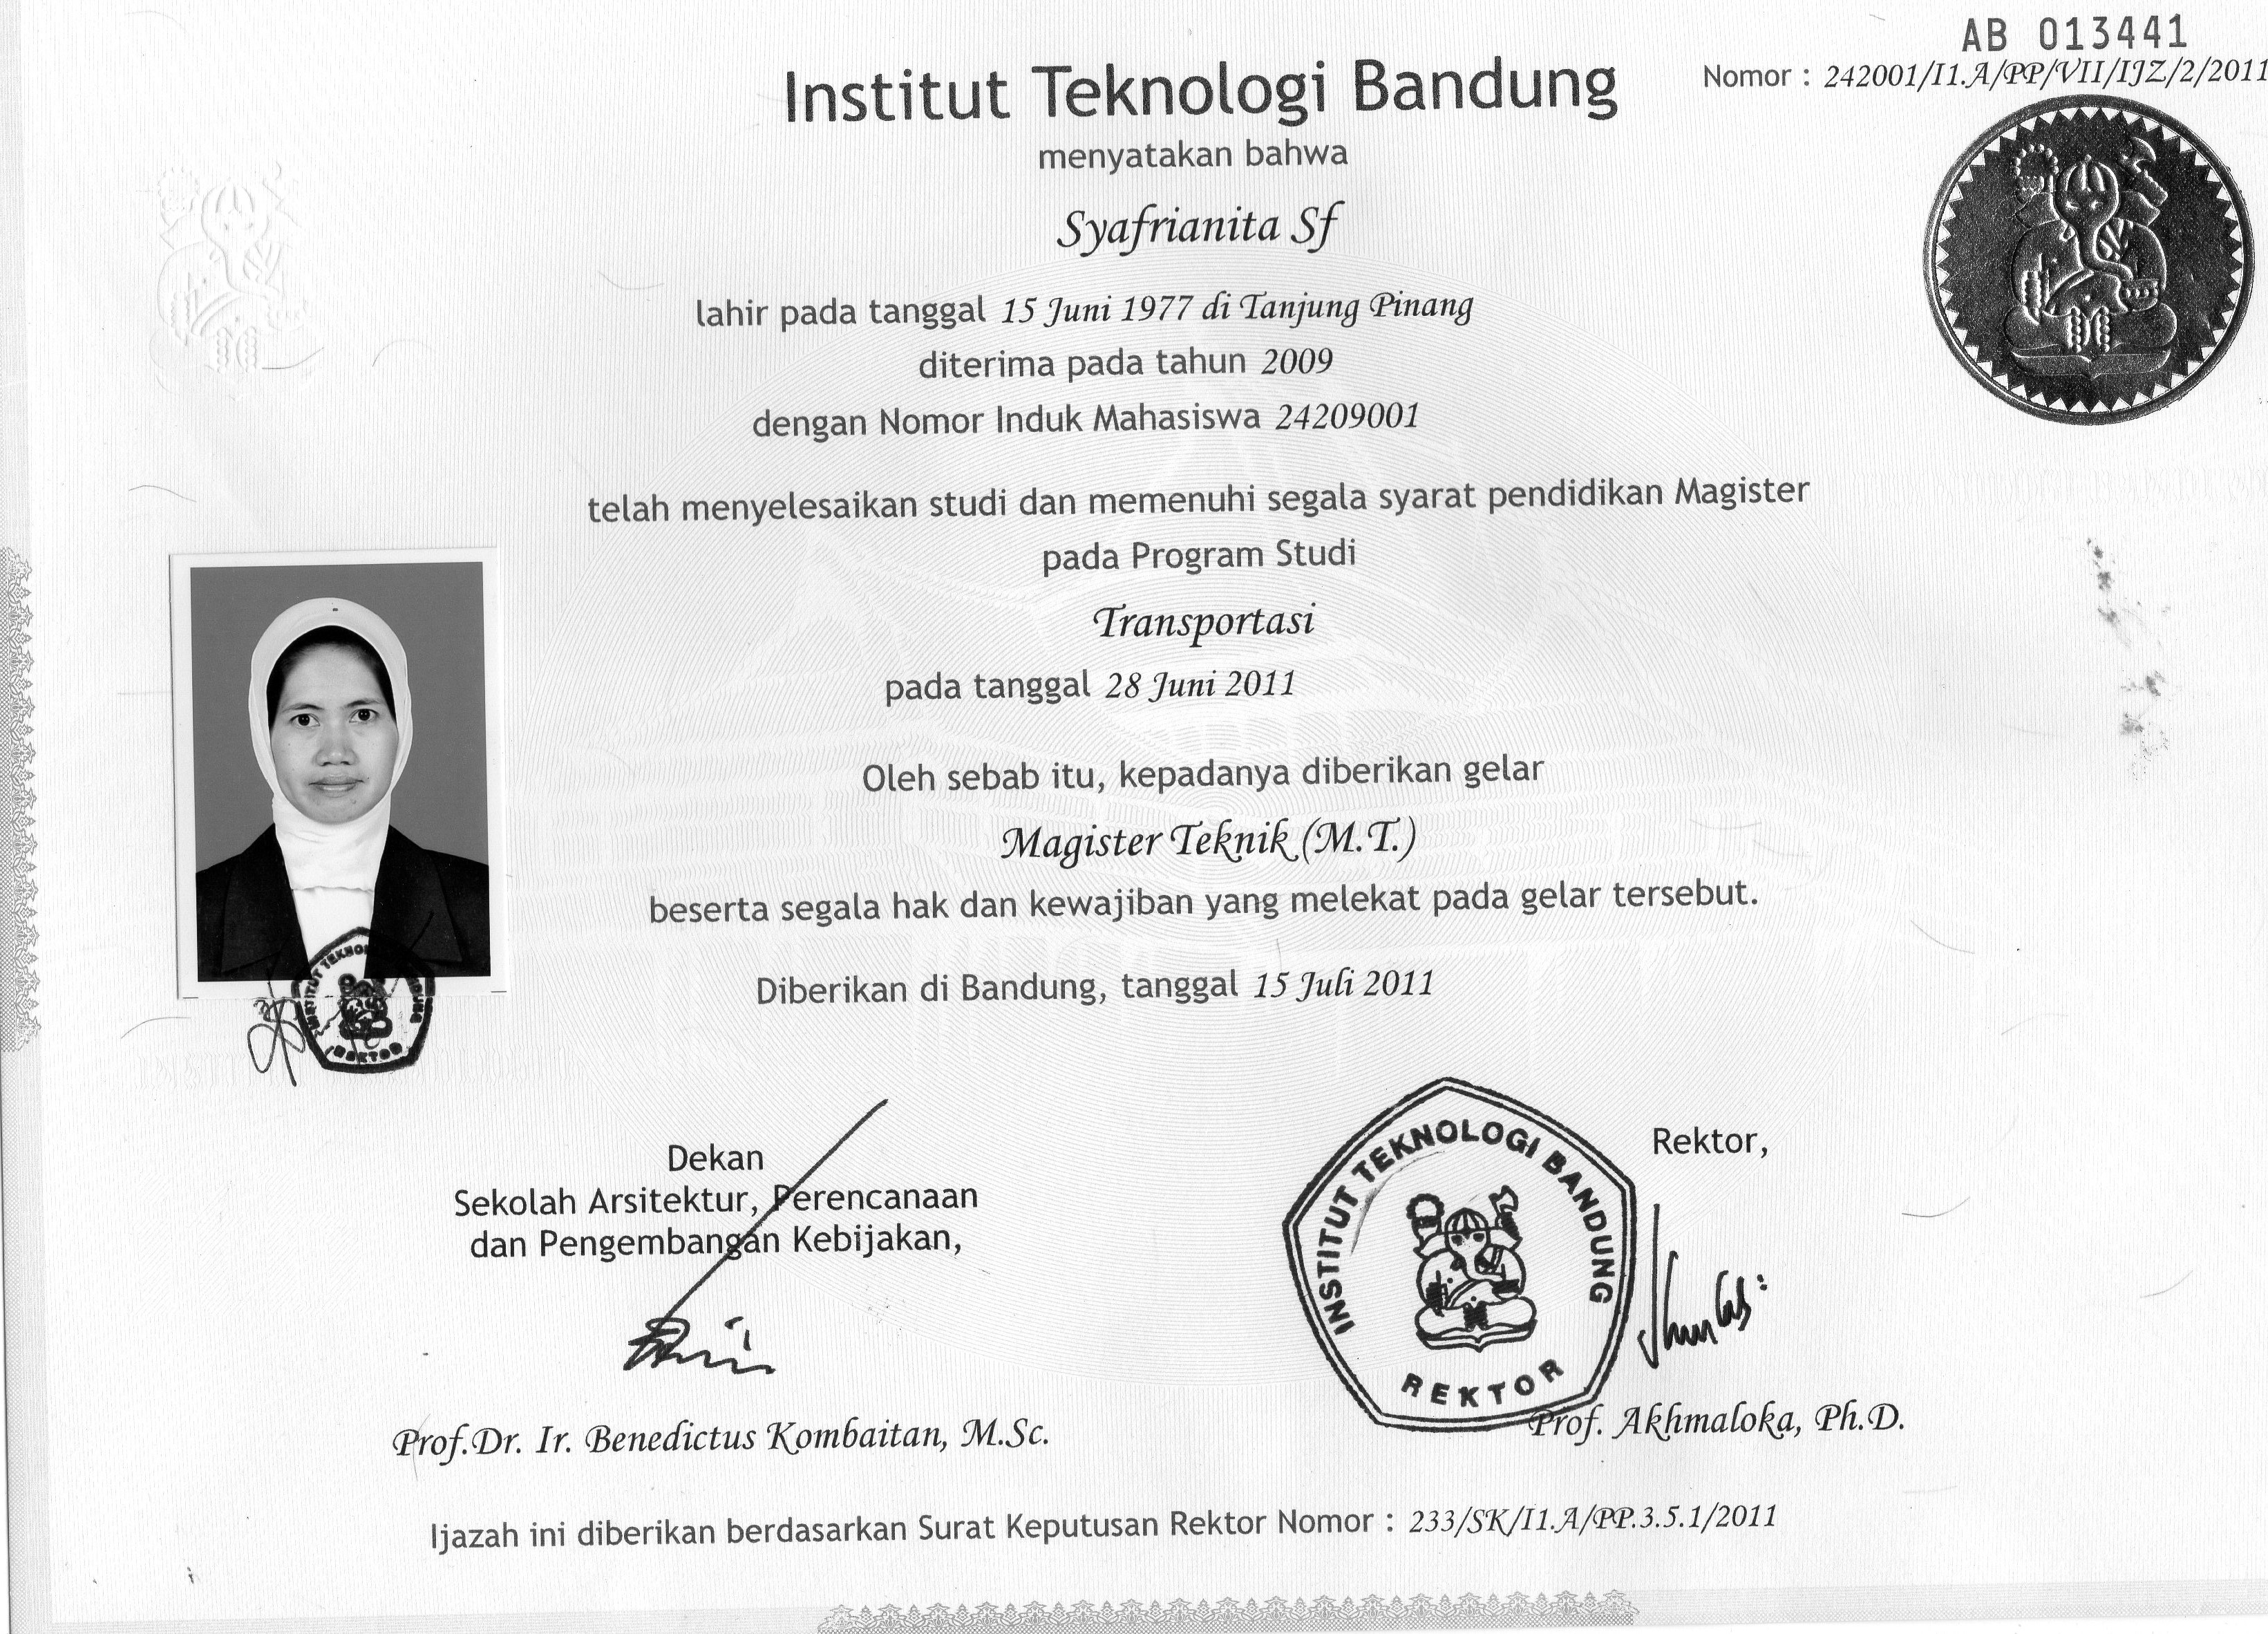 AB 013441
Nomor : 242001/I1.A/PP/VII/IJZ/2/2011
Institut Teknologi Bandung
menyatakan bahwa
Syafrianita Sf
lahir pada tanggal 15 Juni 1977 di Tanjung Pinang
diterima pada tahun 2009
dengan Nomor Induk Mahasiswa 24209001
telah menyelesaikan studi dan memenuhi segala syarat pendidikan Magister
pada Program Studi
Transportasi
pada tanggal 28 Juni 2011
Oleh sebab itu, kepadanya diberikan gelar
Magister Teknik (M.T.)
beserta segala hak dan kewajiban yang melekat pada gelar tersebut.
Diberikan di Bandung, tanggal 15 Juli 2011
REKTOR
Dekan
Sekolah Arsitektur, Perencanaan
dan Pengembangan Kebijakan,
Prof.Dr. Ir. Benedictus Kombaitan, M.Sc.
INSTITUT TEKNOLOGI BANDUNG
REKTOR
Rektor,
Prof. Akhmaloka, Ph.D.
Ijazah ini diberikan berdasarkan Surat Keputusan Rektor Nomor : 233/SK/I1.A/PP.3.5.1/2011